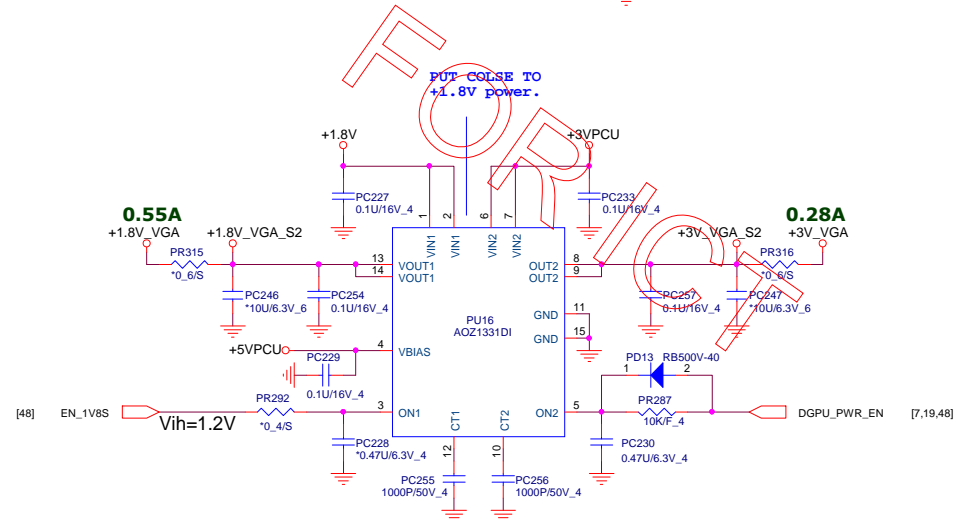 PUT COLSE TO
+1.8V power.
+1.8V
+3VPCU
PC227
0.1U/16V_4
PC233
0.1U/16V_4
1
2
6
7
VIN1
VIN1
VIN2
VIN2
0.55A
+1.8V_VGA
+1.8V_VGA_S2
PR315
*0_6/S
PC246
*10U/6.3V_6
PC254
0.1U/16V_4
13
14
VOUT1
VOUT1
PU16
AOZ1331DI
8
9
OUT2
OUT2
0.28A
+3V_VGA_S2
+3V_VGA
PR316
*0_6/S
PC257
0.1U/16V_4
PC247
*10U/6.3V_6
11
GND
15
GND
+5VPCU
4
VBIAS
PC229
0.1U/16V_4
PD13
RB500V-40
1
2
[48]
EN_1V8S
Vih=1.2V
PR292
*0_4/S
3
ON1
PC228
*0.47U/6.3V_4
5
ON2
PR287
10K/F_4
DGPU_PWR_EN
[7,19,48]
PC230
0.47U/6.3V_4
CT1
CT2
12
10
PC255
1000P/50V_4
PC256
1000P/50V_4
FOR ICT